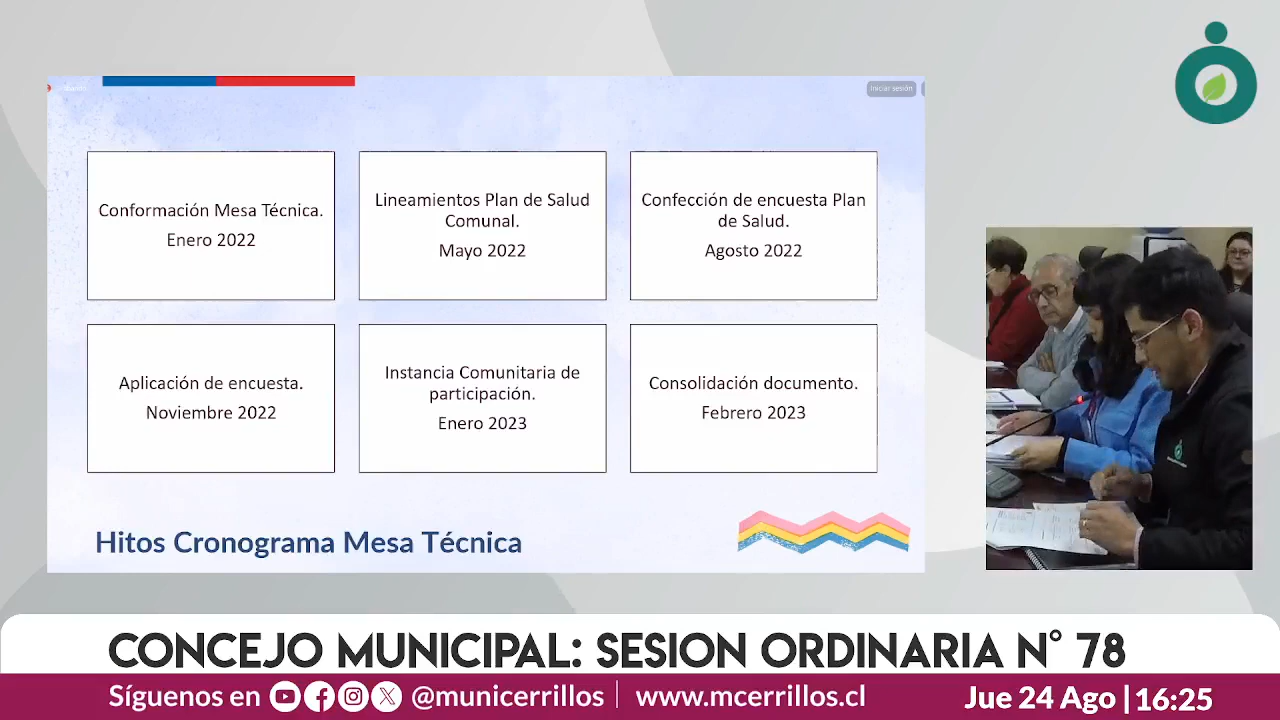 Iniciar sesión
Conformación Mesa Técnica.
Enero 2022
Lineamientos Plan de Salud
Comunal.
Mayo 2022
Confección de encuesta Plan
de Salud.
Agosto 2022
Aplicación de encuesta.
Noviembre 2022
Instancia Comunitaria de
participación.
Enero 2023
Consolidación documento.
Febrero 2023
Hitos Cronograma Mesa Técnica
CONCEJO MUNICIPAL: SESION ORDINARIA N° 78
Síguenos en @municerrillos | www.mcerrillos.cl
Jue 24 Ago | 16:25